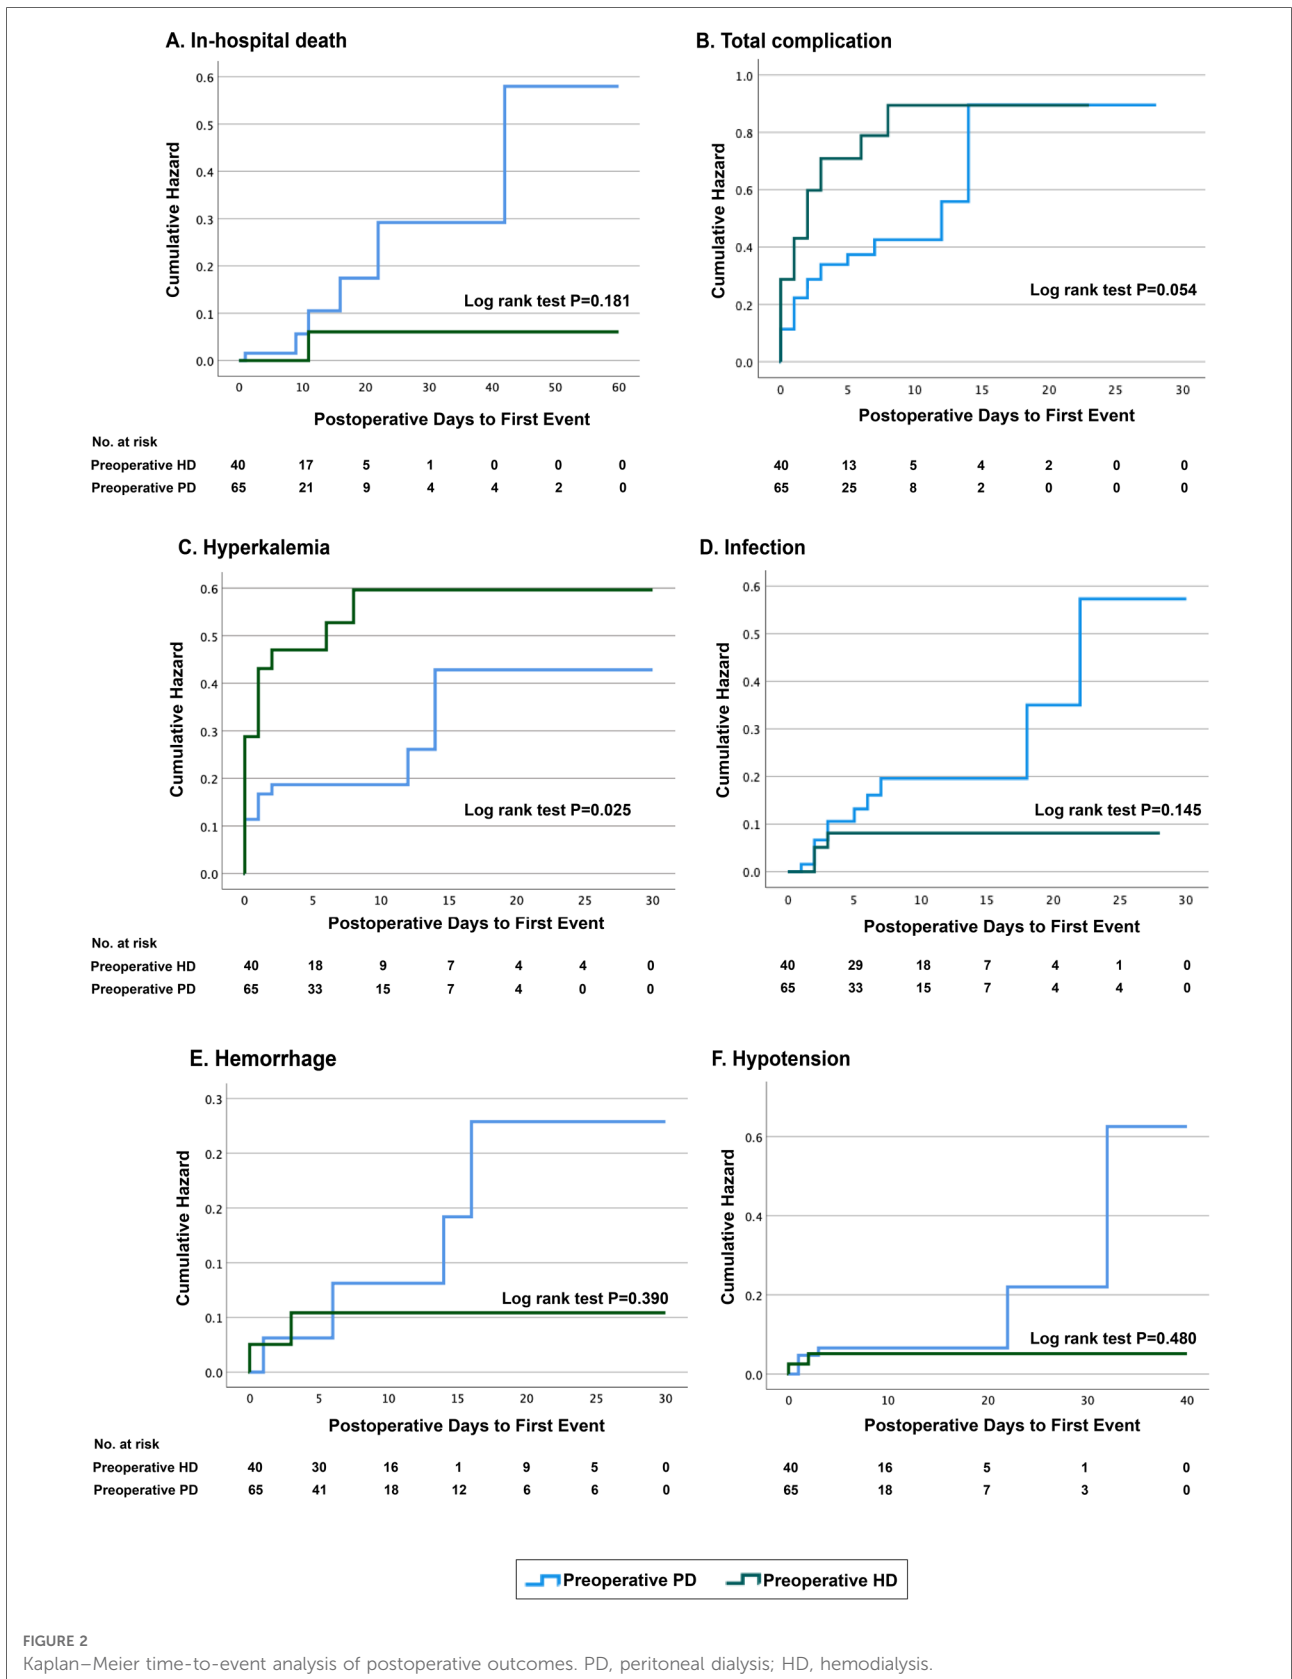 A. In-hospital death
Cumulative Hazard
0.6
0.5
0.4
0.3
0.2
0.1
0.0
Log rank test P=0.181
0 10 20 30 40 50 60
Postoperative Days to First Event
No. at risk
Preoperative HD 40 17 5 1 0 0 0
Preoperative PD 65 21 9 4 4 2 0
B. Total complication
Cumulative Hazard
1.0
0.8
0.6
0.4
0.2
0.0
Log rank test P=0.054
0 5 10 15 20 25 30
Postoperative Days to First Event
40 13 5 4 2 0 0
65 25 8 2 0 0 0
C. Hyperkalemia
Cumulative Hazard
0.6
0.5
0.4
0.3
0.2
0.1
0.0
Log rank test P=0.025
0 5 10 15 20 25 30
Postoperative Days to First Event
No. at risk
Preoperative HD 40 18 9 7 4 4 0
Preoperative PD 65 33 15 7 4 0 0
D. Infection
Cumulative Hazard
0.6
0.5
0.4
0.3
0.2
0.1
0.0
Log rank test P=0.145
0 5 10 15 20 25 30
Postoperative Days to First Event
40 29 18 7 4 1 0
65 33 15 7 4 4 0
E. Hemorrhage
Cumulative Hazard
0.3
0.2
0.2
0.1
0.1
0.0
Log rank test P=0.390
0 5 10 15 20 25 30
Postoperative Days to First Event
No. at risk
Preoperative HD 40 30 16 1 9 5 0
Preoperative PD 65 41 18 12 6 6 0
F. Hypotension
Cumulative Hazard
0.6
0.4
0.2
0.0
Log rank test P=0.480
0 10 20 30 40
Postoperative Days to First Event
40 16 5 1 0
65 18 7 3 0
Preoperative PD Preoperative HD
FIGURE 2
Kaplan–Meier time-to-event analysis of postoperative outcomes. PD, peritoneal dialysis; HD, hemodialysis.